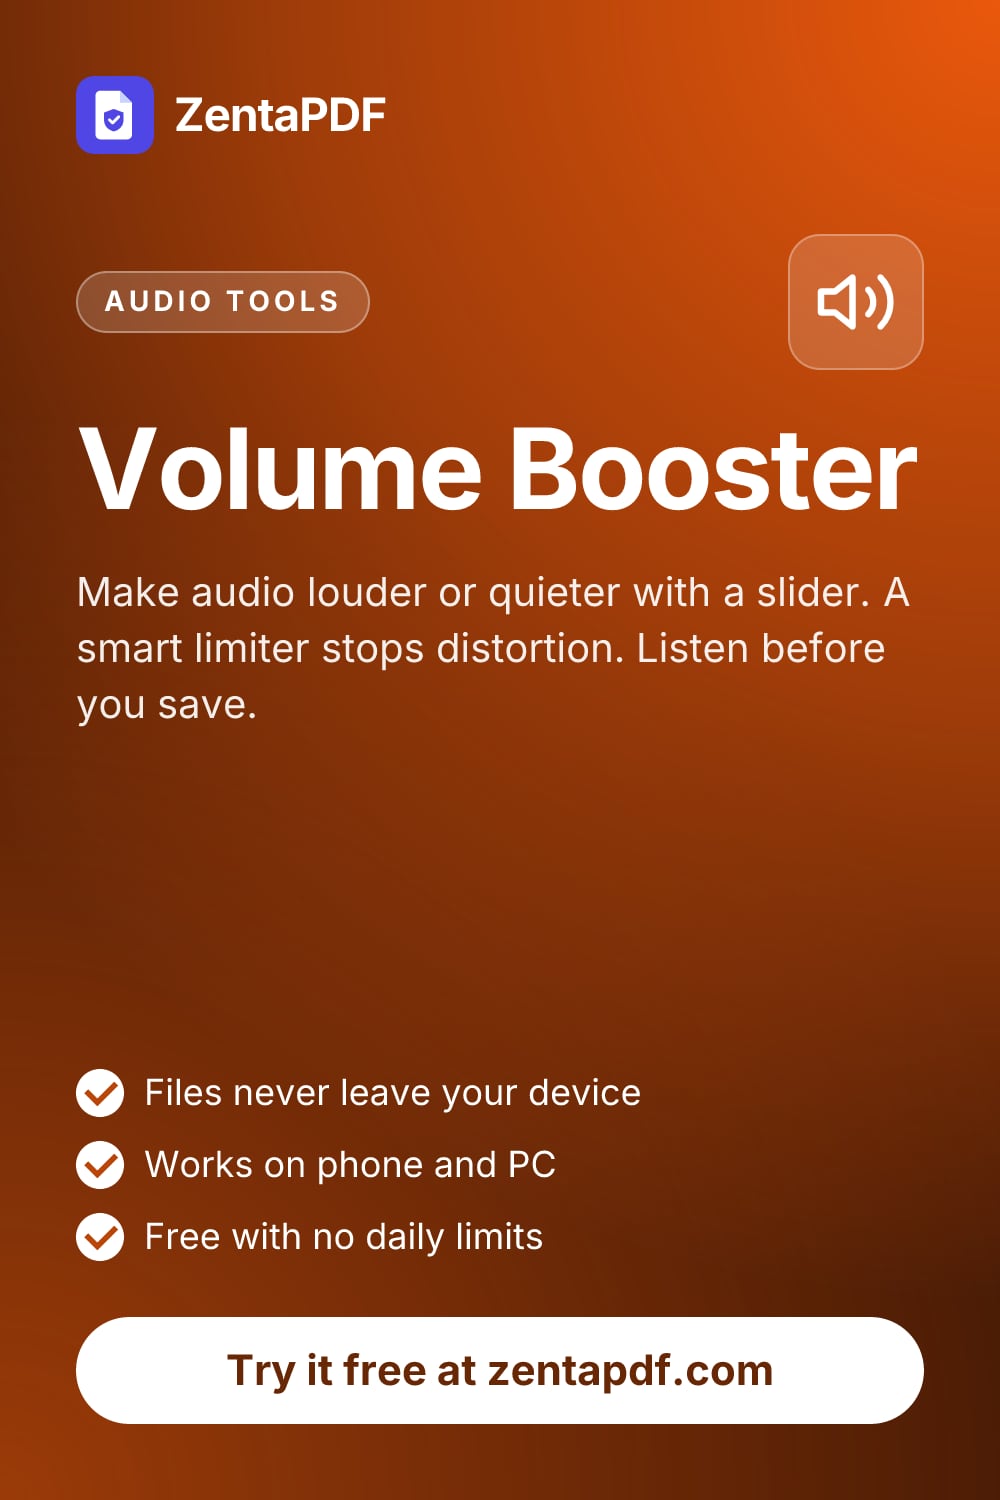 ZentaPDF
AUDIO TOOLS
Volume Booster
Make audio louder or quieter with a slider. A
smart limiter stops distortion. Listen before
you save.
Files never leave your device
Works on phone and PC
Free with no daily limits
Try it free at zentapdf.com